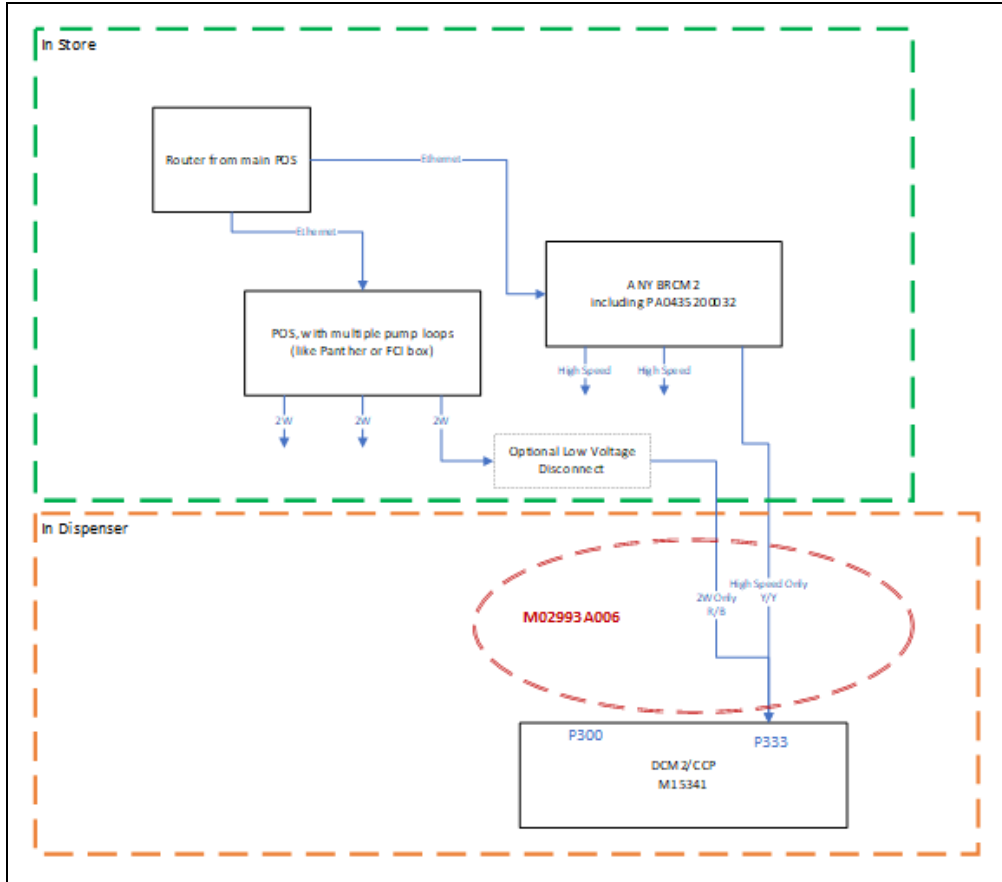 In Store
Router from main POS
Ethernet
Ethernet
ANY BRCM2
including PA0435200032
POS, with multiple pump loops
(like Panther or FCI box)
High Speed
High Speed
2W
2W
2W
Optional Low Voltage
Disconnect
In Dispenser
High Speed Only
Y/Y
2W Only
R/B
M02993A006
P300
P333
DCM2/CCP
M15341